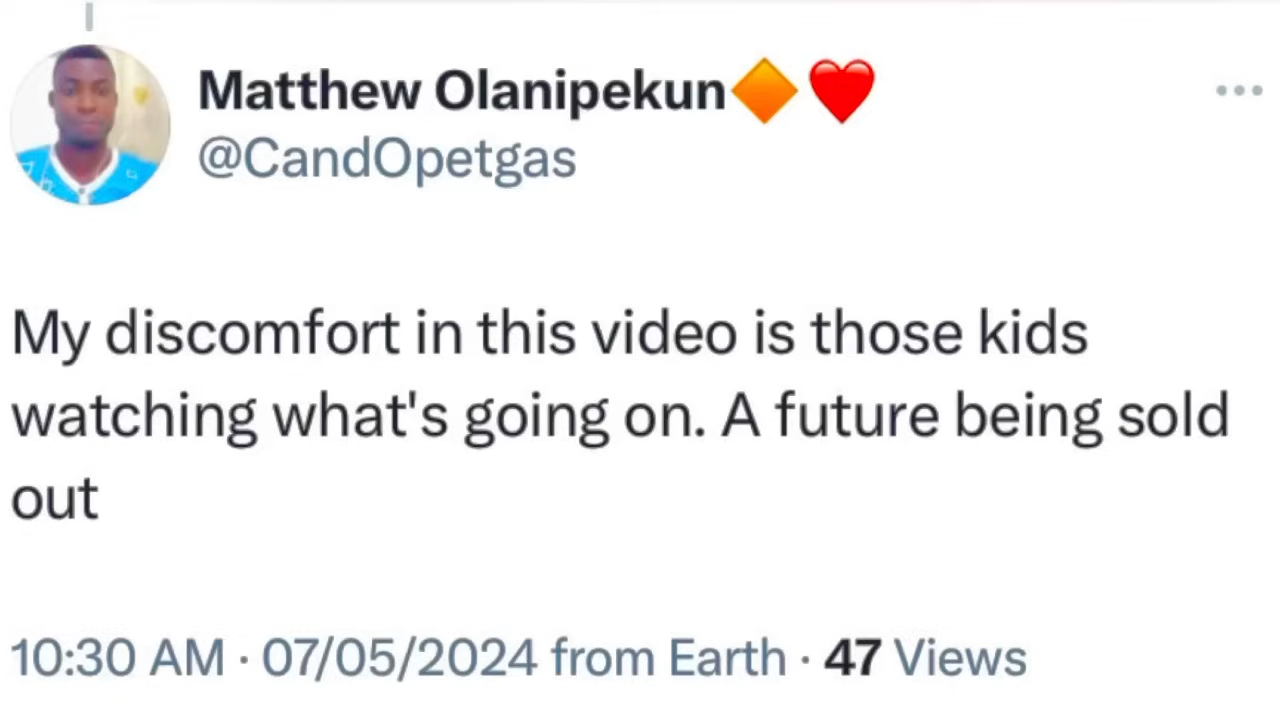 Matthew Olanipekun🔶❤️
@CandOpetgas
My discomfort in this video is those kids
watching what's going on. A future being sold
out
10:30 AM · 07/05/2024 from Earth · 47 Views